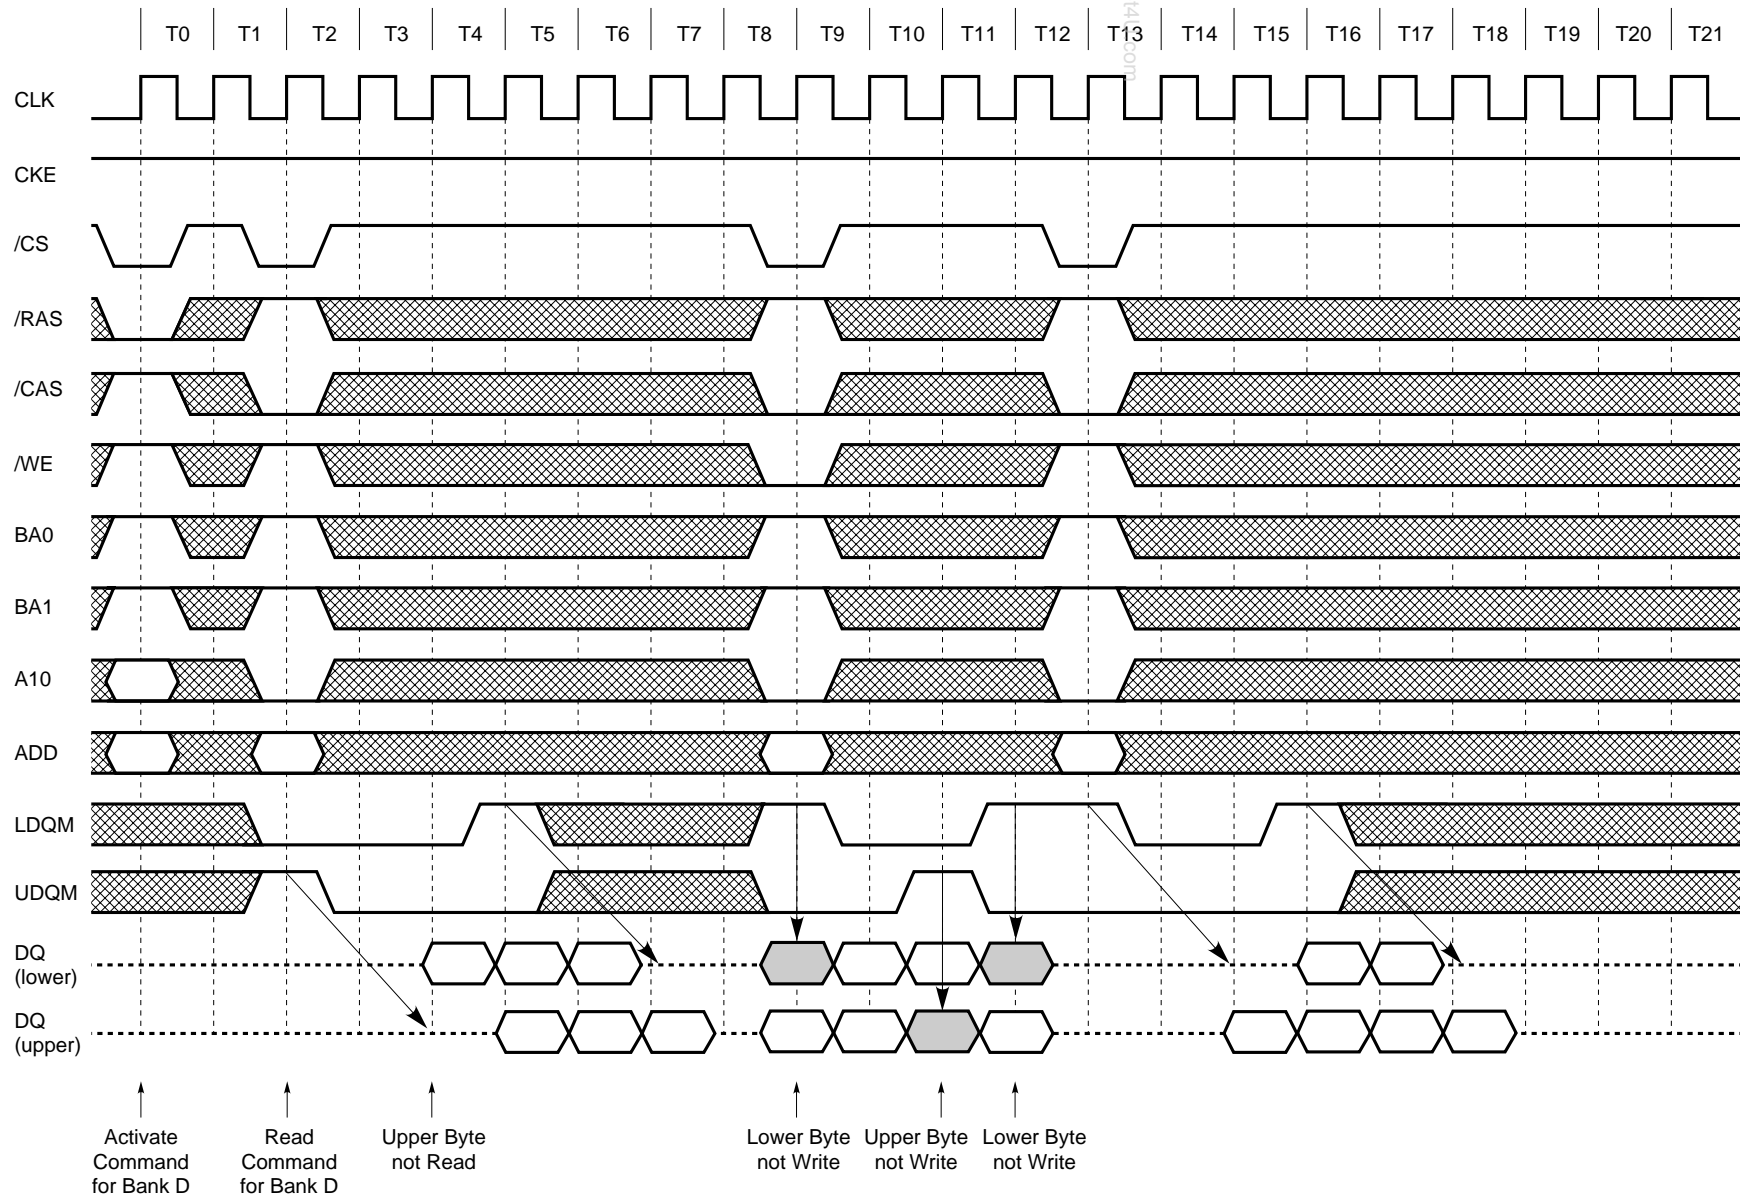 T0 T1 T2 T3 T4 T5 T6 T7 T8 T9 T10 T11 T12 T13 T14 T15 T16 T17 T18 T19 T20 T21
CLK
CKE
/CS
/RAS
/CAS
/WE
BA0
BA1
A10
ADD
LDQM
UDQM
DQ
(lower)
DQ
(upper)
Activate
Command
for Bank D
Read
Command
for Bank D
Upper Byte
not Read
Lower Byte
not Write
Upper Byte
not Write
Lower Byte
not Write